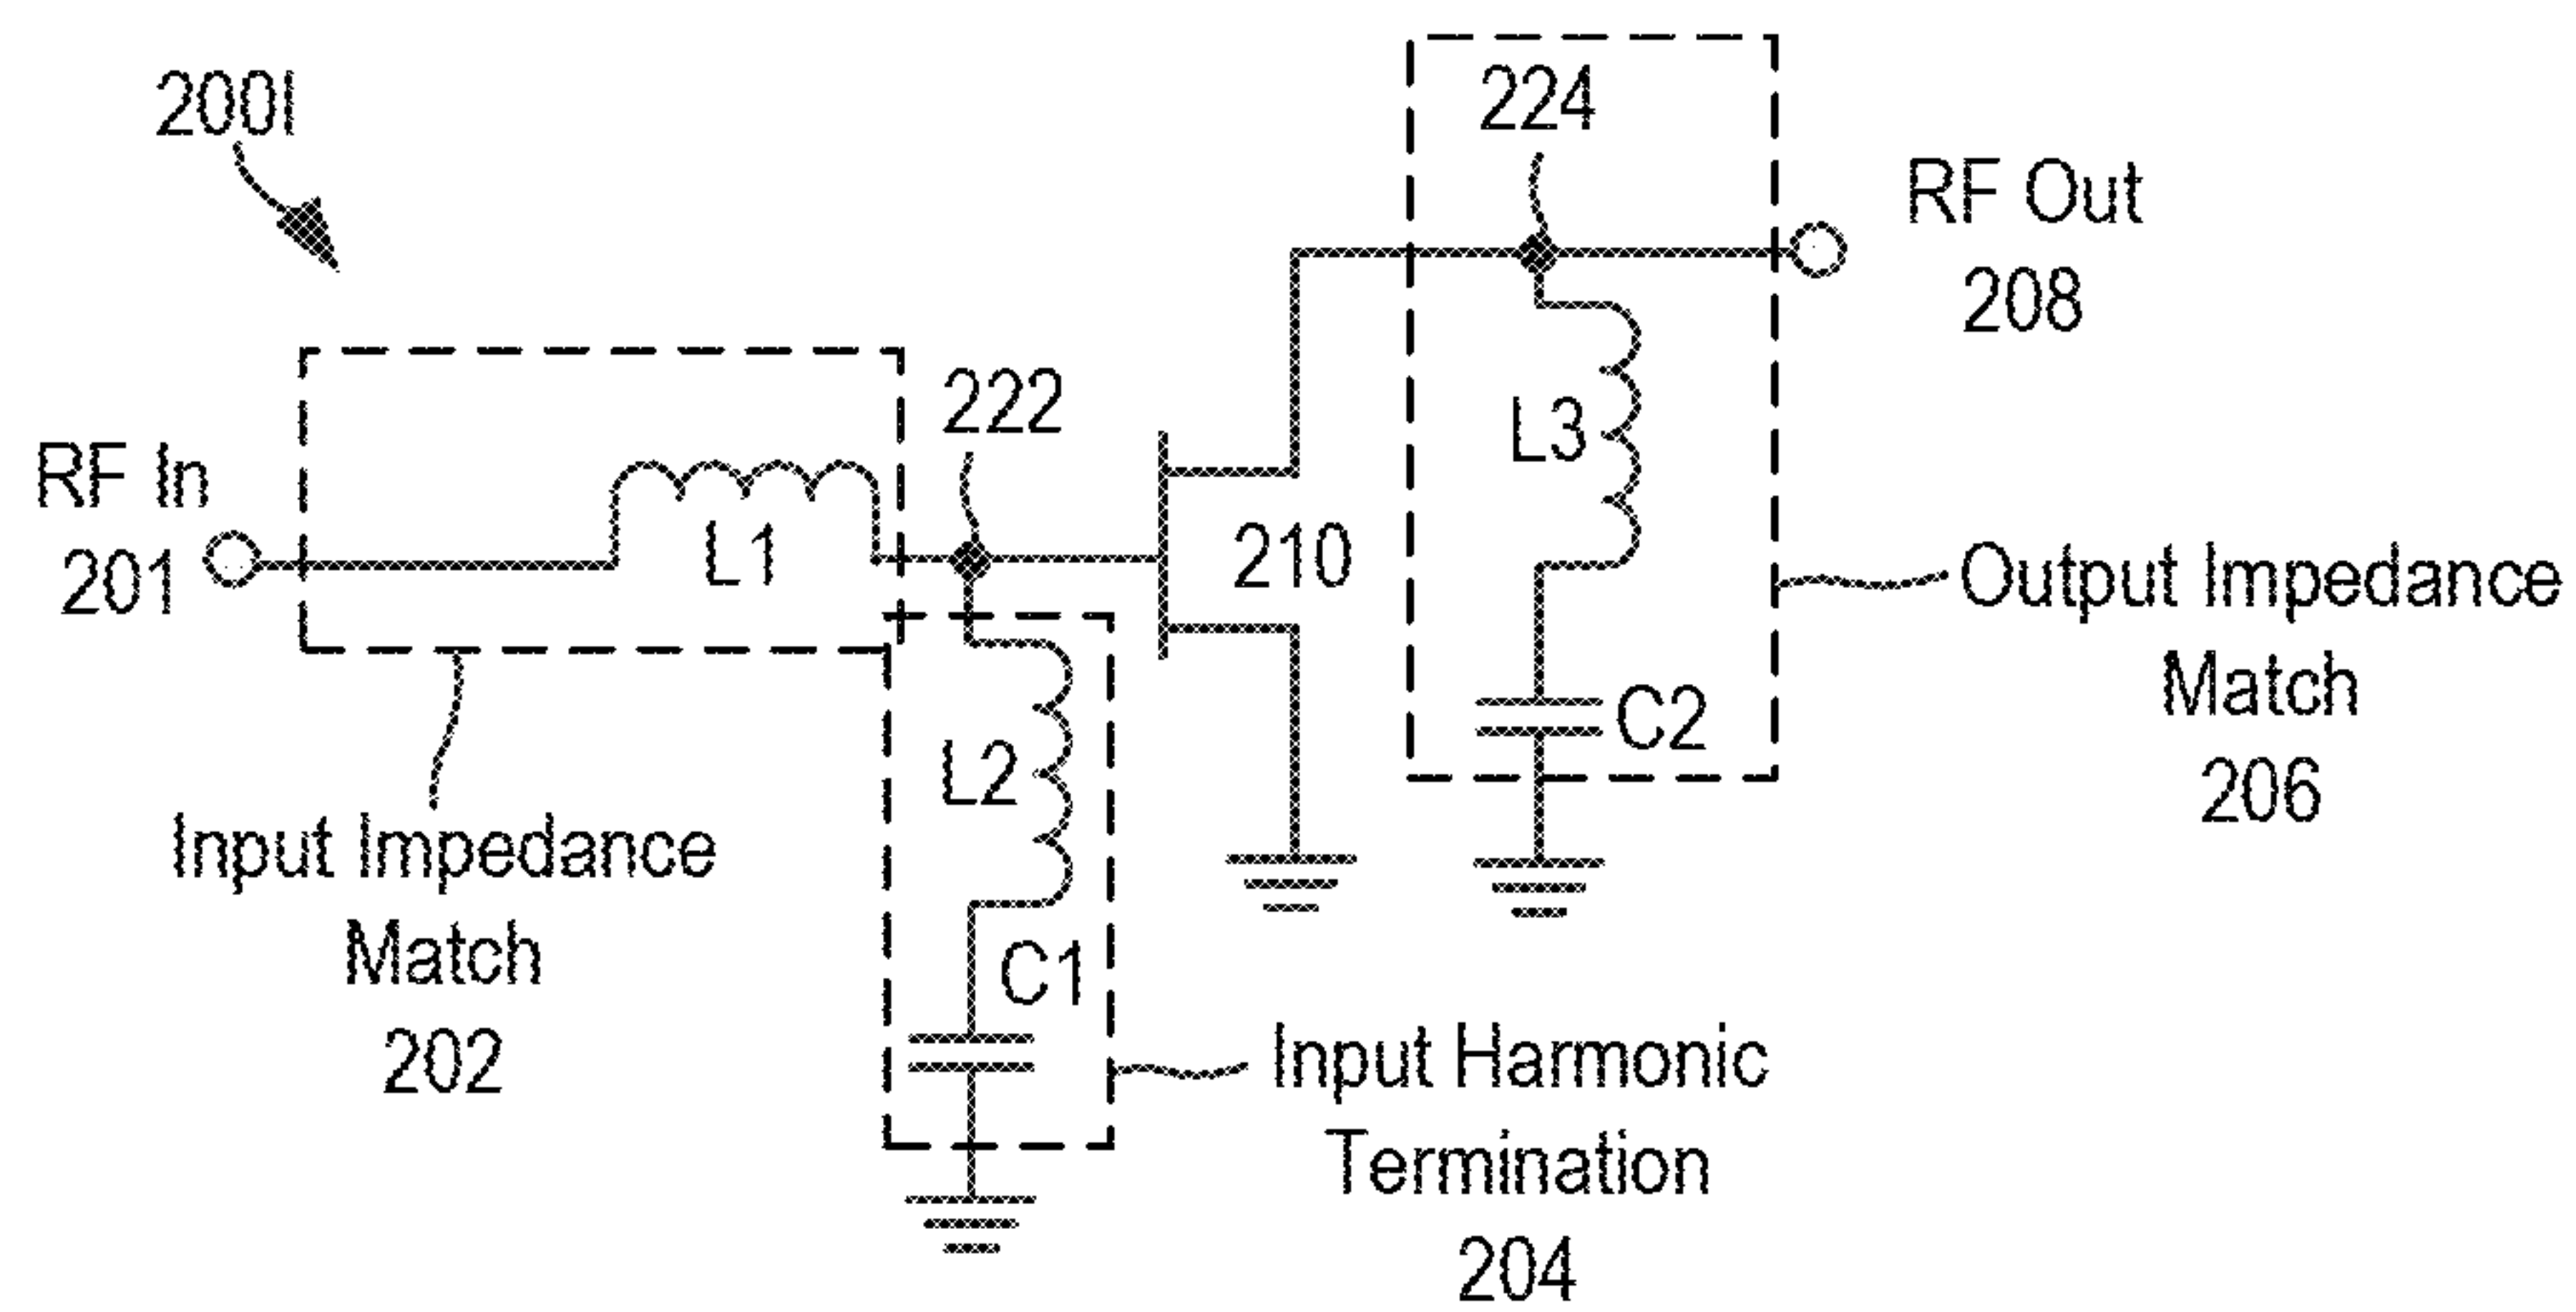 200I
224
RF Out
208
RF In
201
L1
222
210
L3
C2
Output Impedance
Match
206
Input Impedance
Match
202
L2
C1
Input Harmonic
Termination
204